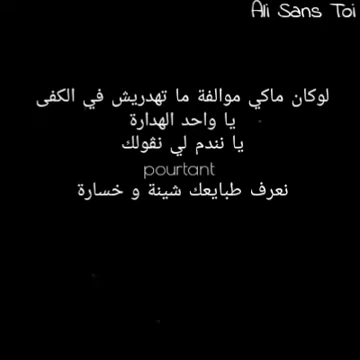 Ali Sans Toi
لوكان ماكي موالفة ما تهدريش في الكفى
يا واحد الهدارة
يا نندم لي نڨولك
pourtant
نعرف طبايعك شينة و خسارة